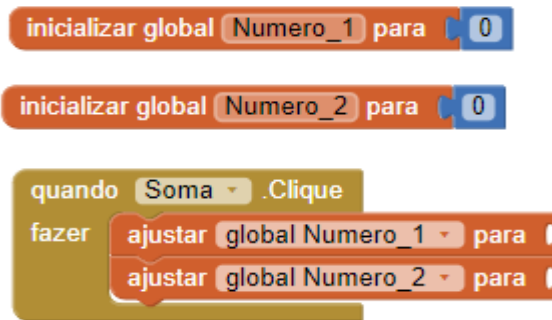 inicializar global Numero_1 para 0
inicializar global Numero_2 para 0
quando Soma .Clique
fazer ajustar global Numero_1 para
ajustar global Numero_2 para